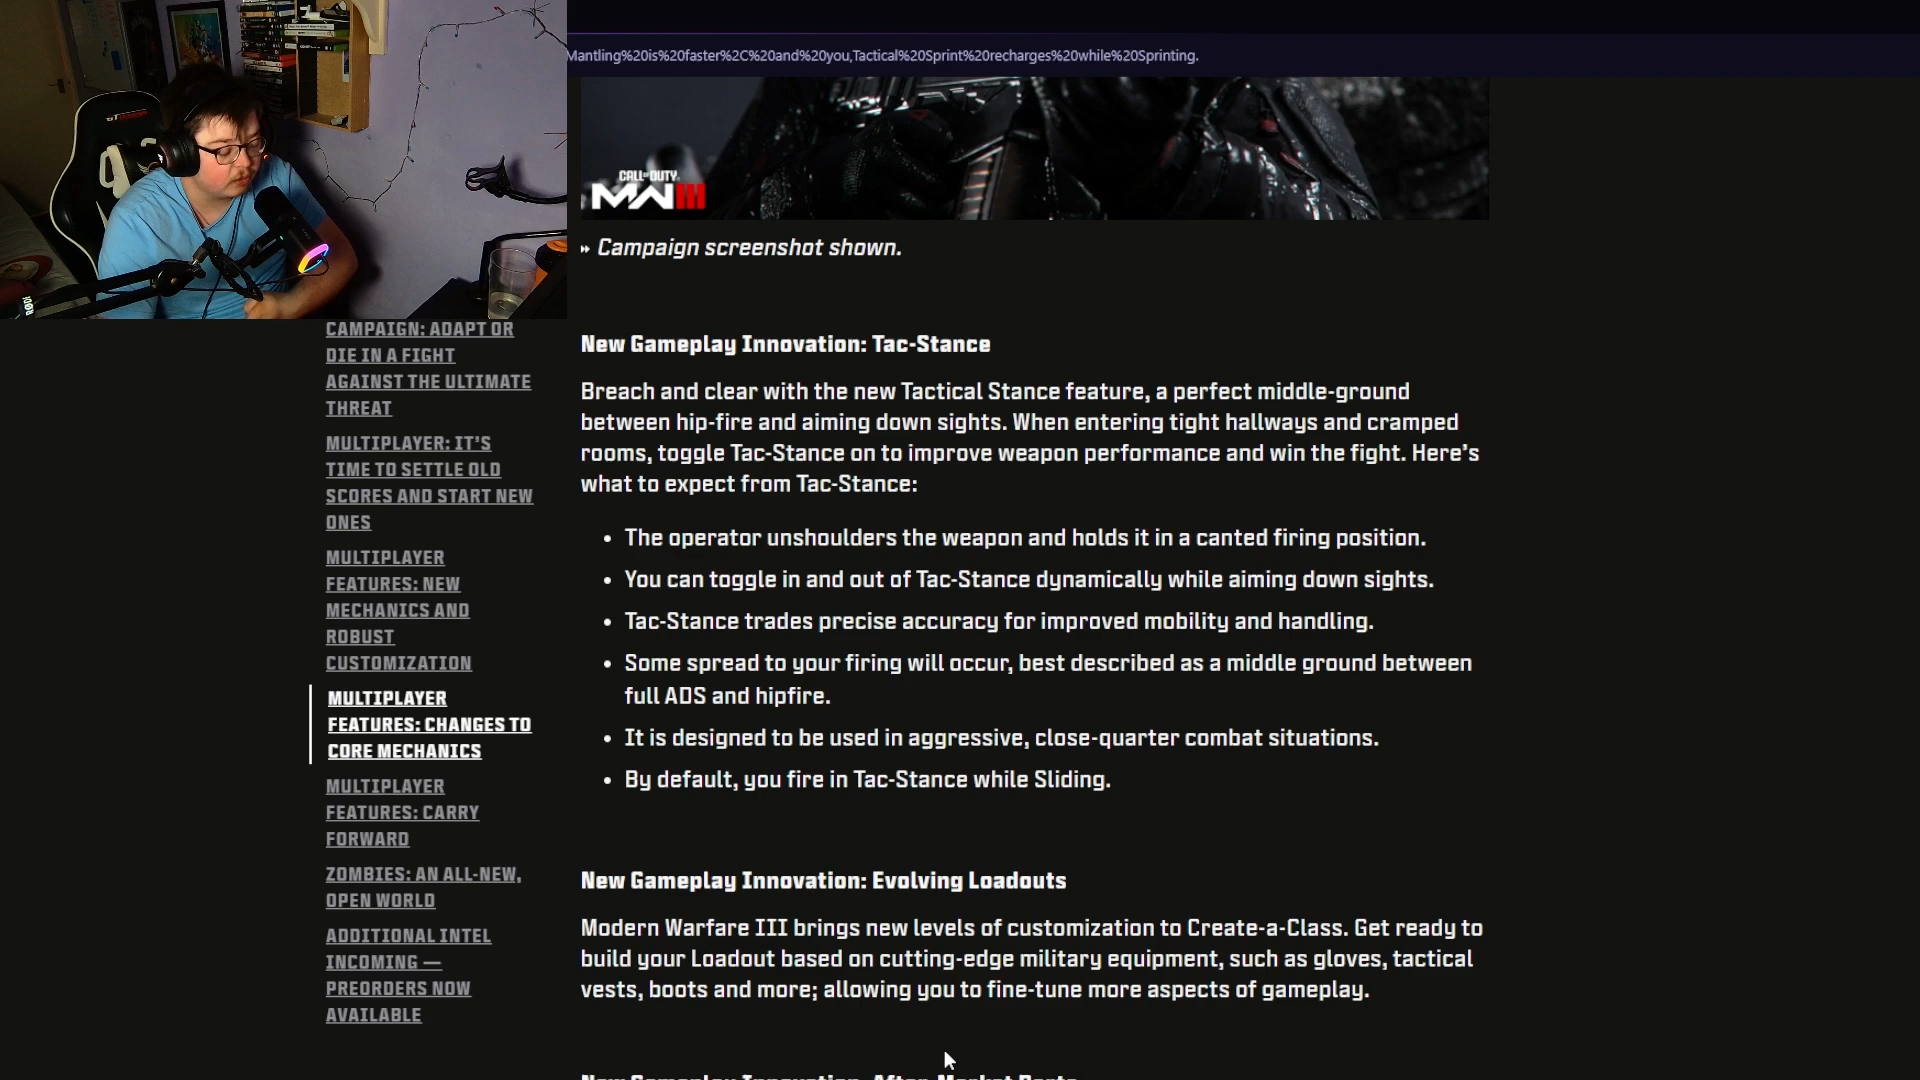 Mantling%20is%20faster%2C%20and%20you,Tactical%20Sprint%20recharges%20while%20Sprinting.
CALL OF DUTY
MWIII
Campaign screenshot shown.
CAMPAIGN: ADAPT OR
DIE IN A FIGHT
AGAINST THE ULTIMATE
THREAT
MULTIPLAYER: IT'S
TIME TO SETTLE OLD
SCORES AND START NEW
ONES
MULTIPLAYER
FEATURES: NEW
MECHANICS AND
ROBUST
CUSTOMIZATION
MULTIPLAYER
FEATURES: CHANGES TO
CORE MECHANICS
MULTIPLAYER
FEATURES: CARRY
FORWARD
ZOMBIES: AN ALL-NEW,
OPEN WORLD
ADDITIONAL INTEL
INCOMING —
PREORDERS NOW
AVAILABLE
New Gameplay Innovation: Tac-Stance
Breach and clear with the new Tactical Stance feature, a perfect middle-ground
between hip-fire and aiming down sights. When entering tight hallways and cramped
rooms, toggle Tac-Stance on to improve weapon performance and win the fight. Here's
what to expect from Tac-Stance:
• The operator unshoulders the weapon and holds it in a canted firing position.
• You can toggle in and out of Tac-Stance dynamically while aiming down sights.
• Tac-Stance trades precise accuracy for improved mobility and handling.
• Some spread to your firing will occur, best described as a middle ground between
full ADS and hipfire.
• It is designed to be used in aggressive, close-quarter combat situations.
• By default, you fire in Tac-Stance while Sliding.
New Gameplay Innovation: Evolving Loadouts
Modern Warfare III brings new levels of customization to Create-a-Class. Get ready to
build your Loadout based on cutting-edge military equipment, such as gloves, tactical
vests, boots and more; allowing you to fine-tune more aspects of gameplay.
New Gameplay Innovation: After-Market Parts
RØDE